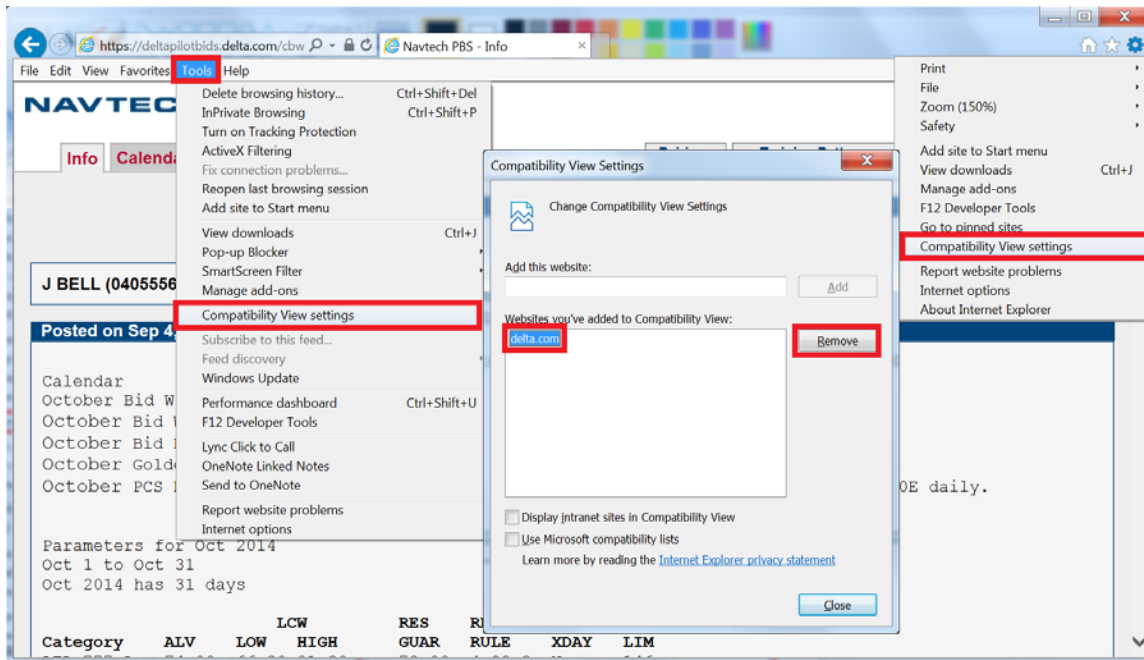 https://deltapilotbids.delta.com/cbw
Navtech PBS - Info
File Edit View Favorites Tools Help
NAVTEC
Info Calenda
Delete browsing history... Ctrl+Shift+Del
InPrivate Browsing Ctrl+Shift+P
Turn on Tracking Protection
ActiveX Filtering
Fix connection problems...
Reopen last browsing session
Add site to Start menu
View downloads Ctrl+J
Pop-up Blocker
SmartScreen Filter
Manage add-ons
Compatibility View settings
Subscribe to this feed...
Feed discovery
Windows Update
Performance dashboard Ctrl+Shift+U
F12 Developer Tools
Lync Click to Call
OneNote Linked Notes
Send to OneNote
Report website problems
Internet options
Compatibility View Settings
Change Compatibility View Settings
Add this website:
Add
Websites you've added to Compatibility View:
delta.com
Remove
Display intranet sites in Compatibility View
Use Microsoft compatibility lists
Learn more by reading the Internet Explorer privacy statement
Close
Print
File
Zoom (150%)
Safety
Add site to Start menu
View downloads Ctrl+J
Manage add-ons
F12 Developer Tools
Go to pinned sites
Compatibility View settings
Report website problems
Internet options
About Internet Explorer
J BELL (0405556
Posted on Sep 4,
Calendar
October Bid W
October Bid
October Bid
October Golde
October PCS
0E daily.
Parameters for Oct 2014
Oct 1 to Oct 31
Oct 2014 has 31 days
LCW RES
Category ALV LOW HIGH GUAR RULE XDAY LIM